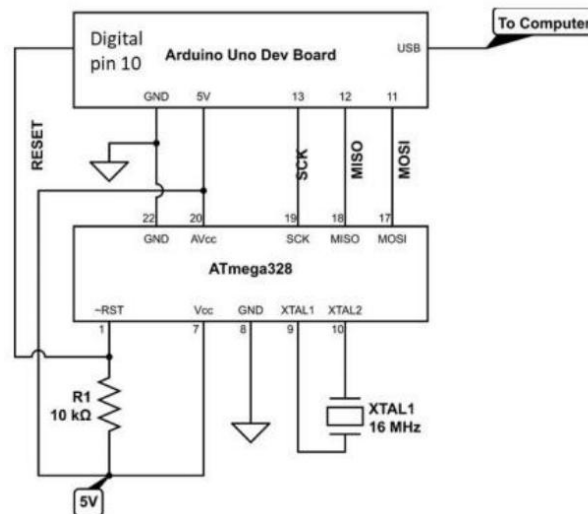 To Computer
Digital
pin 10
Arduino Uno Dev Board
USB
GND 5V 13 12 11
RESET
SCK
MISO
MOSI
22 20 19 18 17
GND AVcc SCK MISO MOSI
ATmega328
~RST Vcc GND XTAL1 XTAL2
1 7 8 9 10
R1
10 kΩ
XTAL1
16 MHz
5V